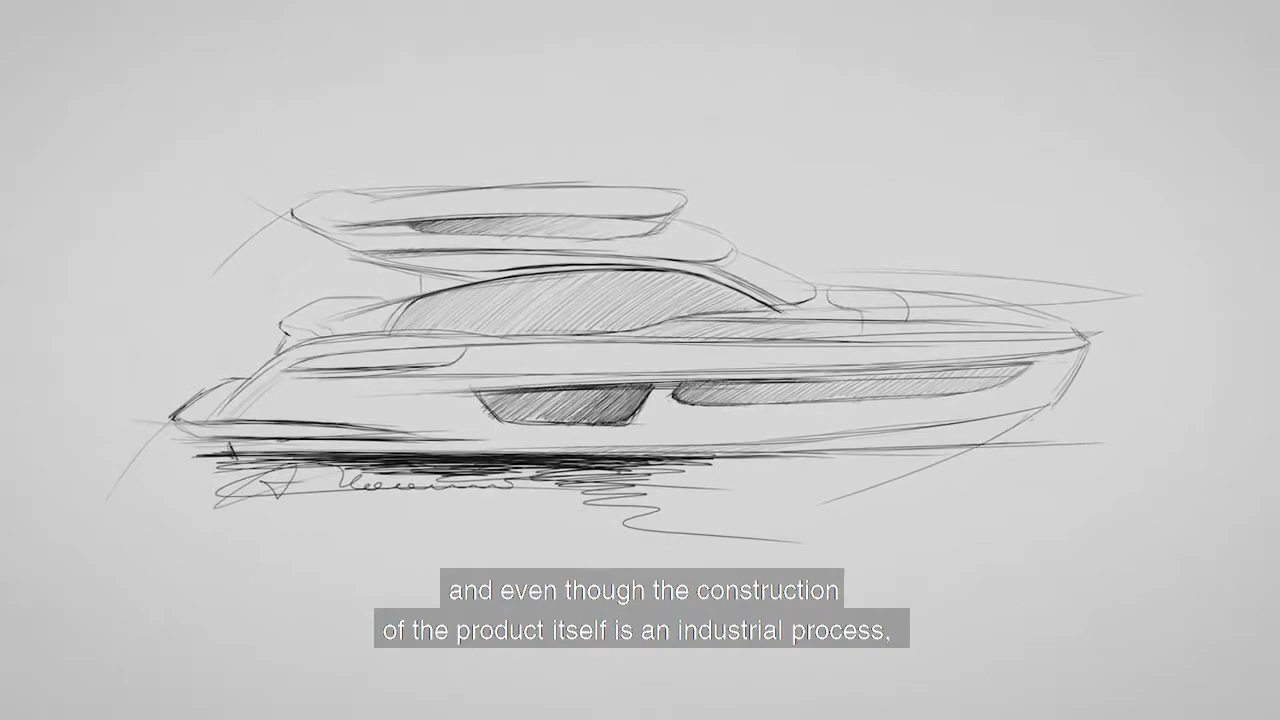 and even though the construction
of the product itself is an industrial process,